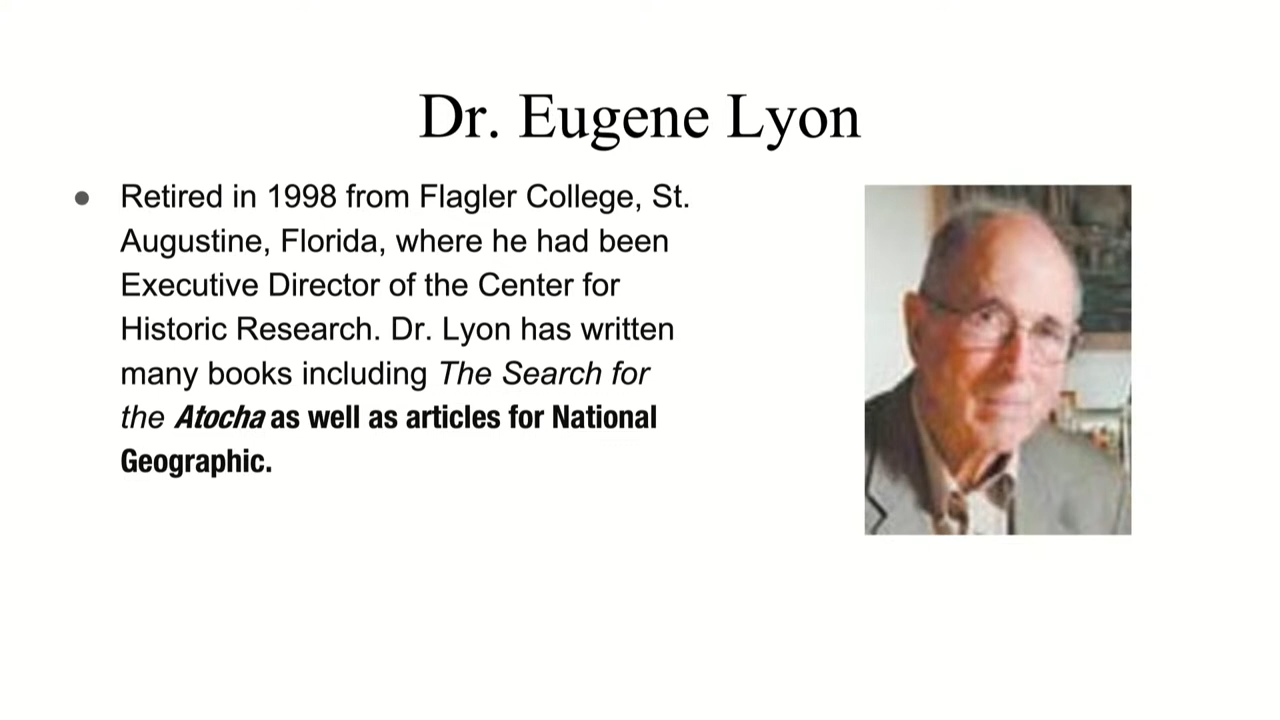 Dr. Eugene Lyon
● Retired in 1998 from Flagler College, St.
Augustine, Florida, where he had been
Executive Director of the Center for
Historic Research. Dr. Lyon has written
many books including The Search for
the Atocha as well as articles for National
Geographic.